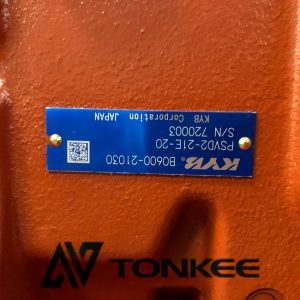 KYB B0600-21030
PSVD2-21E-20
S/N 720003
KYB Corporation JAPAN
TONKEE